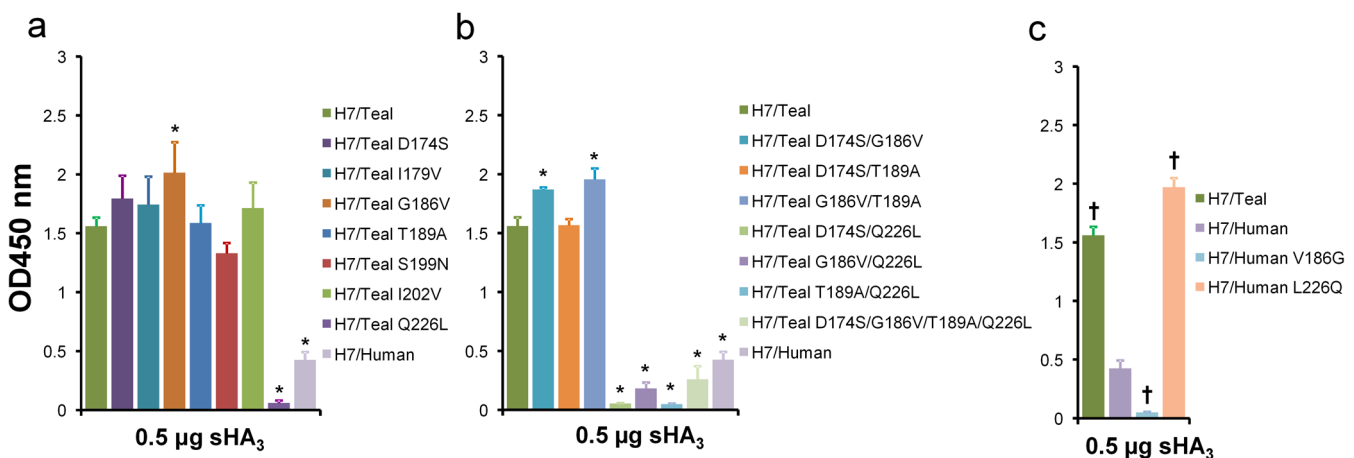 a
OD450 nm
3
2.5
2
1.5
1
0.5
0
*
*
*
0.5 µg sHA3
H7/Teal
H7/Teal D174S
H7/Teal I179V
H7/Teal G186V
H7/Teal T189A
H7/Teal S199N
H7/Teal I202V
H7/Teal Q226L
H7/Human
b
3
2.5
2
1.5
1
0.5
0
*
*
*
*
*
*
*
0.5 µg sHA3
H7/Teal
H7/Teal D174S/G186V
H7/Teal D174S/T189A
H7/Teal G186V/T189A
H7/Teal D174S/Q226L
H7/Teal G186V/Q226L
H7/Teal T189A/Q226L
H7/Teal D174S/G186V/T189A/Q226L
H7/Human
c
3
2.5
2
1.5
1
0.5
0
†
†
†
0.5 µg sHA3
H7/Teal
H7/Human
H7/Human V186G
H7/Human L226Q